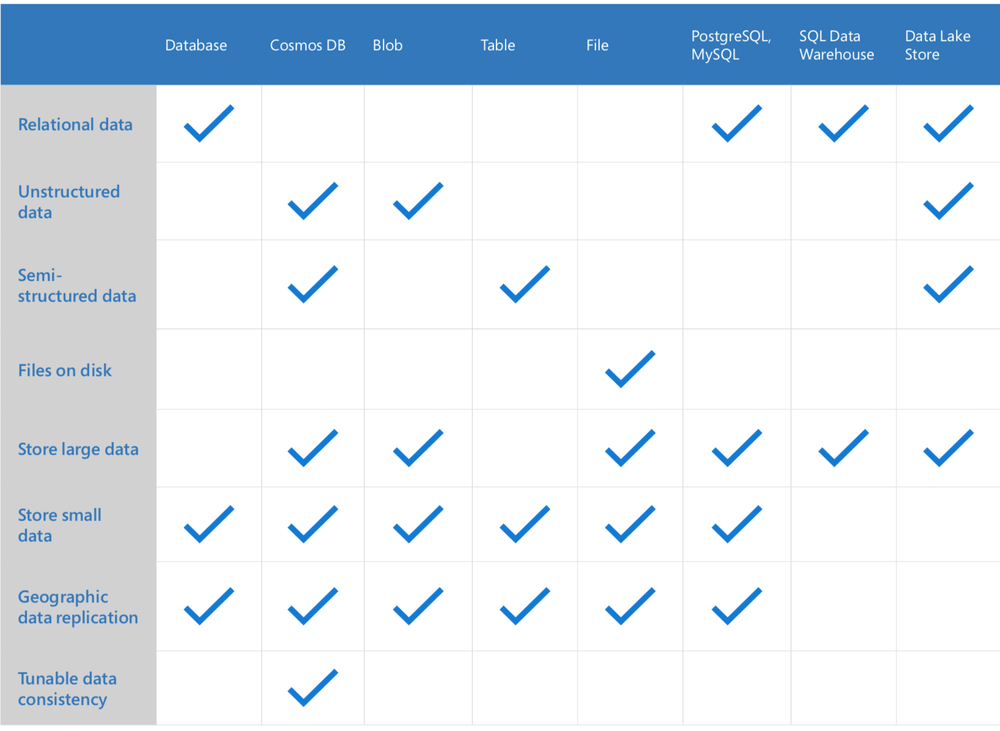 Database
Cosmos DB
Blob
Table
File
PostgreSQL,
MySQL
SQL Data
Warehouse
Data Lake
Store
Relational data
Unstructured
data
Semi-
structured data
Files on disk
Store large data
Store small
data
Geographic
data replication
Tunable data
consistency